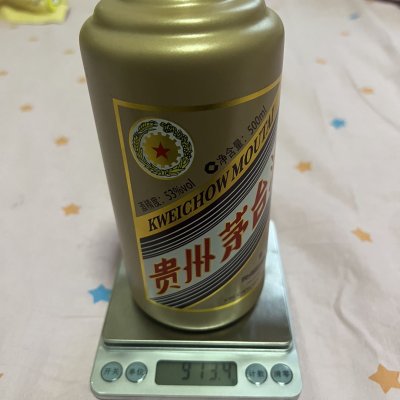 净含量：500ml
酒精度：53%vol
KWEICHOW MOUTAI
贵州茅台
913.4
开关
单位
计数
清零